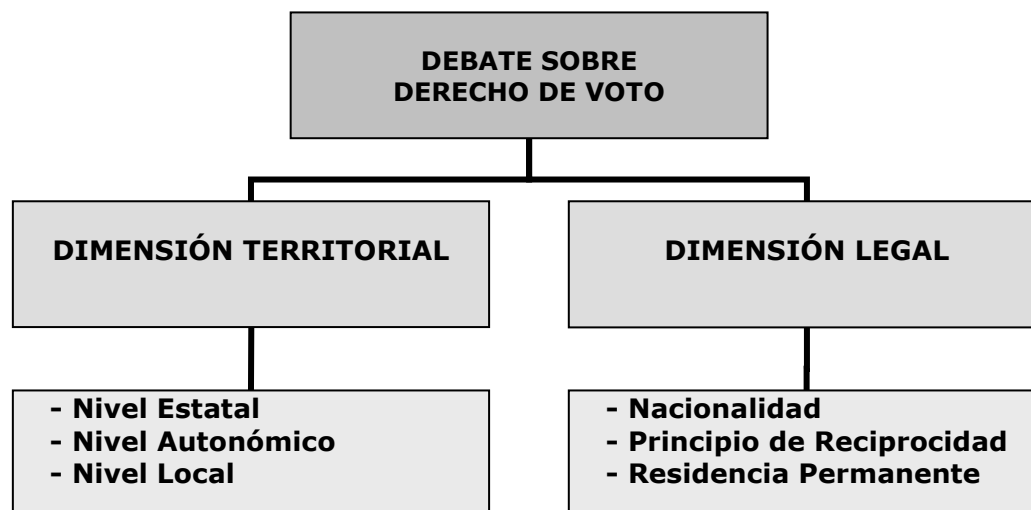 DEBATE SOBRE
DERECHO DE VOTO
DIMENSIÓN TERRITORIAL
DIMENSIÓN LEGAL
- Nivel Estatal
- Nivel Autonómico
- Nivel Local
- Nacionalidad
- Principio de Reciprocidad
- Residencia Permanente